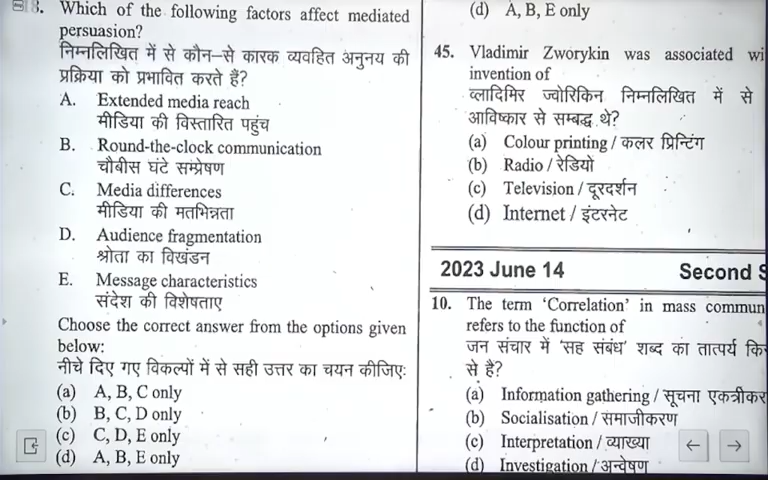 8. Which of the following factors affect mediated
persuasion?
निम्नलिखित में से कौन–से कारक व्यवहित अनुनय की
प्रक्रिया को प्रभावित करते हैं?
A. Extended media reach
मीडिया की विस्तारित पहुंच
B. Round-the-clock communication
चौबीस घंटे सम्प्रेषण
C. Media differences
मीडिया की मतभिन्नता
D. Audience fragmentation
श्रोता का विखंडन
E. Message characteristics
संदेश की विशेषताए
Choose the correct answer from the options given
below:
नीचे दिए गए विकल्पों में से सही उत्तर का चयन कीजिए:
(a) A, B, C only
(b) B, C, D only
(c) C, D, E only
(d) A, B, E only
(d) A, B, E only
45. Vladimir Zworykin was associated wi
invention of
व्लादिमिर ज्वोरिकिन निम्नलिखित में से
आविष्कार से सम्बद्ध थे?
(a) Colour printing / कलर प्रिन्टिंग
(b) Radio / रेडियो
(c) Television / दूरदर्शन
(d) Internet / इंटरनेट
2023 June 14 Second S
10. The term ‘Correlation’ in mass commun
refers to the function of
जन संचार में ‘सह संबंध’ शब्द का तात्पर्य कि
से है?
(a) Information gathering / सूचना एकत्रीकर
(b) Socialisation / समाजीकरण
(c) Interpretation / व्याख्या
(d) Investigation / अन्वेषण